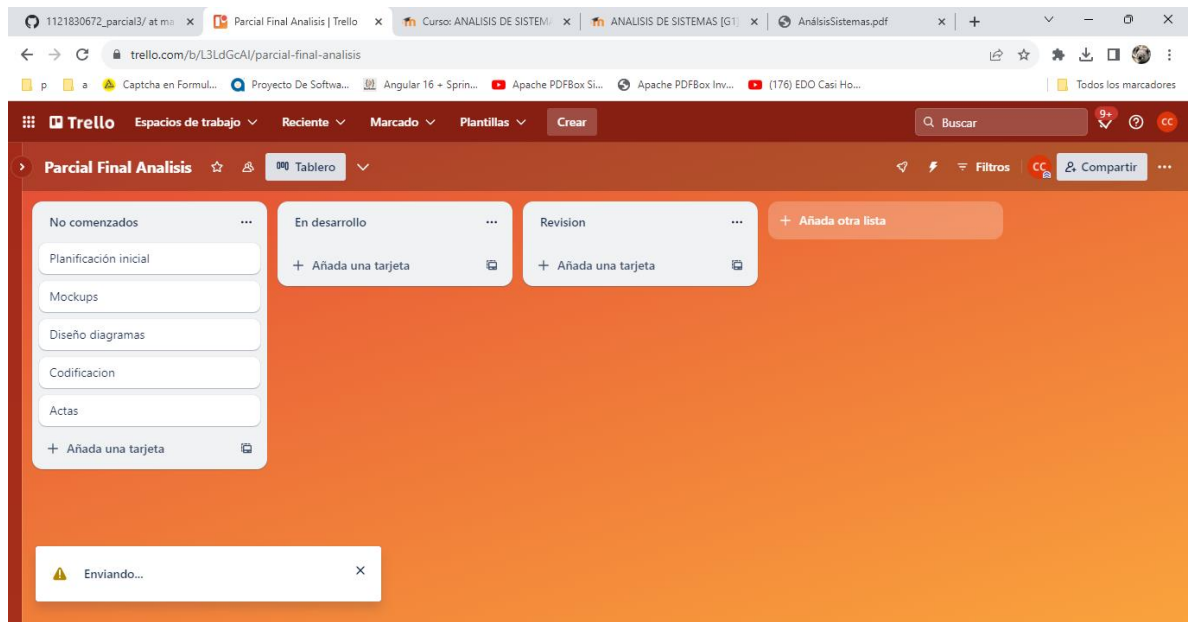 1121830672_parcial3/ at ma
Parcial Final Analisis | Trello
Curso: ANALISIS DE SISTEMA
ANALISIS DE SISTEMAS [G1]
AnálsisSistemas.pdf
trello.com/b/L3LdGcAI/parcial-final-analisis
p
a
Captcha en Formul...
Proyecto De Softwa...
Angular 16 + Sprin...
Apache PDFBox Si...
Apache PDFBox Inv...
(176) EDO Casi Ho...
Todos los marcadores
Trello
Espacios de trabajo
Reciente
Marcado
Plantillas
Crear
Buscar
9+
CC
Parcial Final Analisis
Tablero
Filtros
CC
Compartir
No comenzados
Planificación inicial
Mockups
Diseño diagramas
Codificacion
Actas
+ Añada una tarjeta
En desarrollo
+ Añada una tarjeta
Revision
+ Añada una tarjeta
+ Añada otra lista
Enviando...